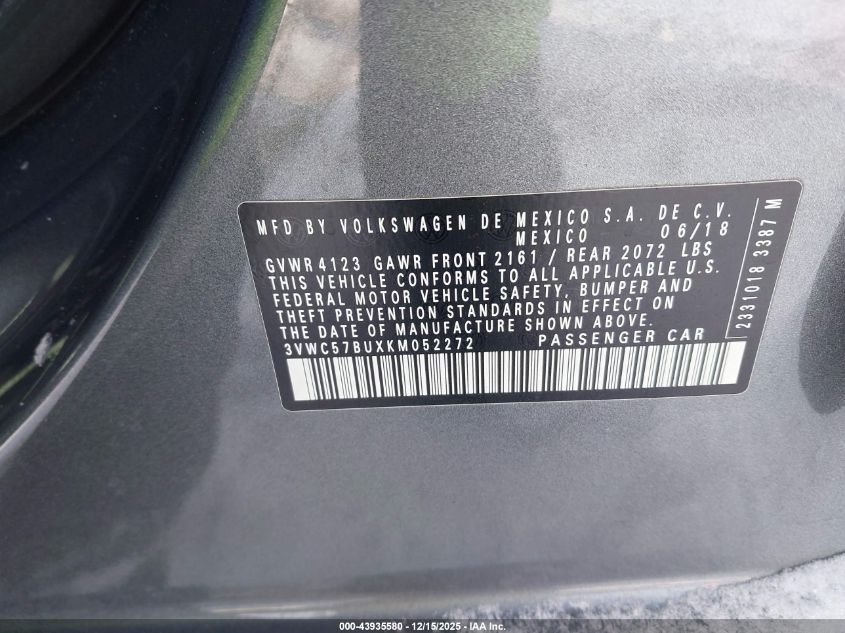 MFD BY VOLKSWAGEN DE MEXICO S.A. DE C.V.
MEXICO 06/18
GVWR 4123 GAWR FRONT 2161 / REAR 2072 LBS
THIS VEHICLE CONFORMS TO ALL APPLICABLE U.S.
FEDERAL MOTOR VEHICLE SAFETY, BUMPER AND
THEFT PREVENTION STANDARDS IN EFFECT ON
THE DATE OF MANUFACTURE SHOWN ABOVE.
3VWC57BUXKM052272 PASSENGER CAR
2331018 3387 M
000-43935580 - 12/15/2025 - IAA Inc.